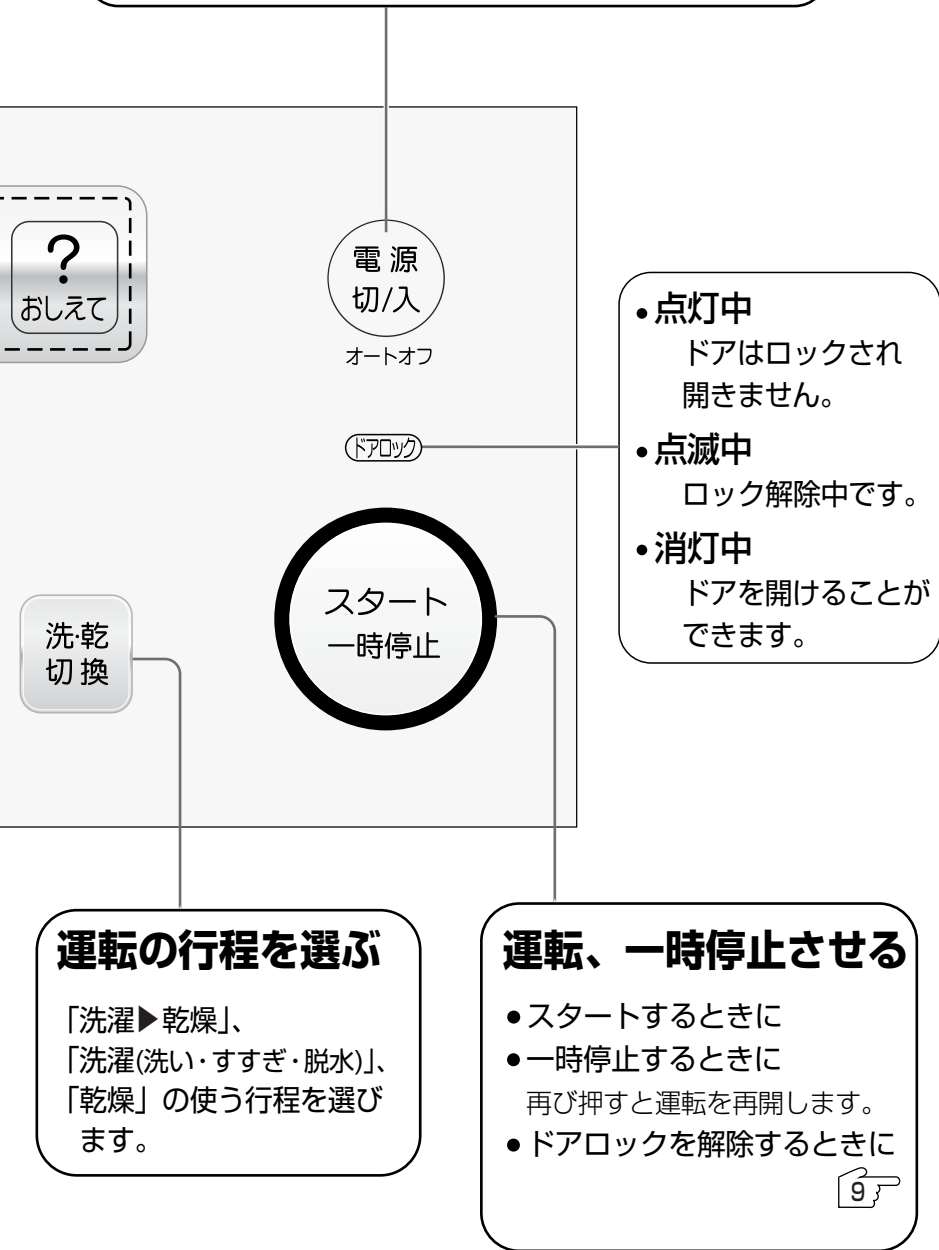 ?
おしえて
電源
切/入
オートオフ
ドアロック
洗・乾
切換
スタート
一時停止
•点灯中
ドアはロックされ
開きません。
•点滅中
ロック解除中です。
•消灯中
ドアを開けることが
できます。
運転の行程を選ぶ
「洗濯▶乾燥」、
「洗濯(洗い・すすぎ・脱水)」、
「乾燥」の使う行程を選び
ます。
運転、一時停止させる
●スタートするときに
●一時停止するときに
再び押すと運転を再開します。
●ドアロックを解除するときに
9